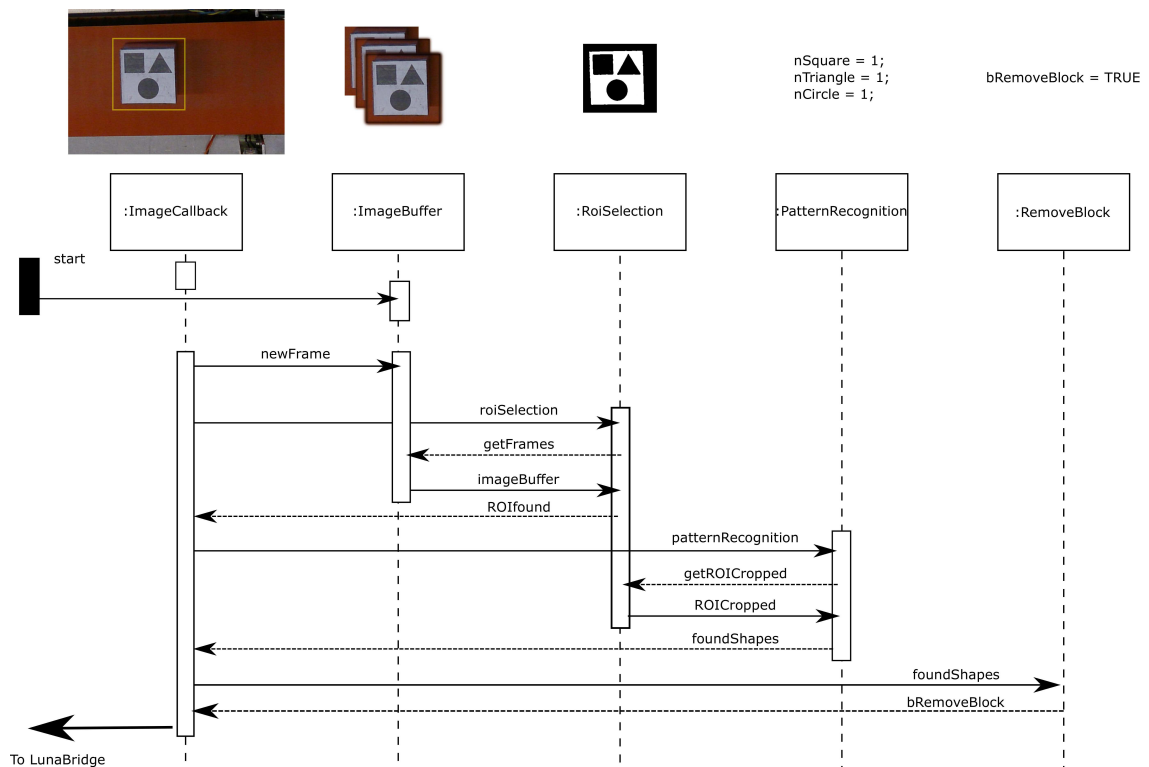 nSquare = 1;
nTriangle = 1;
nCircle = 1;
bRemoveBlock = TRUE
:ImageCallback
:ImageBuffer
:RoiSelection
:PatternRecognition
:RemoveBlock
start
newFrame
roiSelection
getFrames
imageBuffer
ROIfound
patternRecognition
getROICropped
ROICropped
foundShapes
foundShapes
bRemoveBlock
To LunaBridge